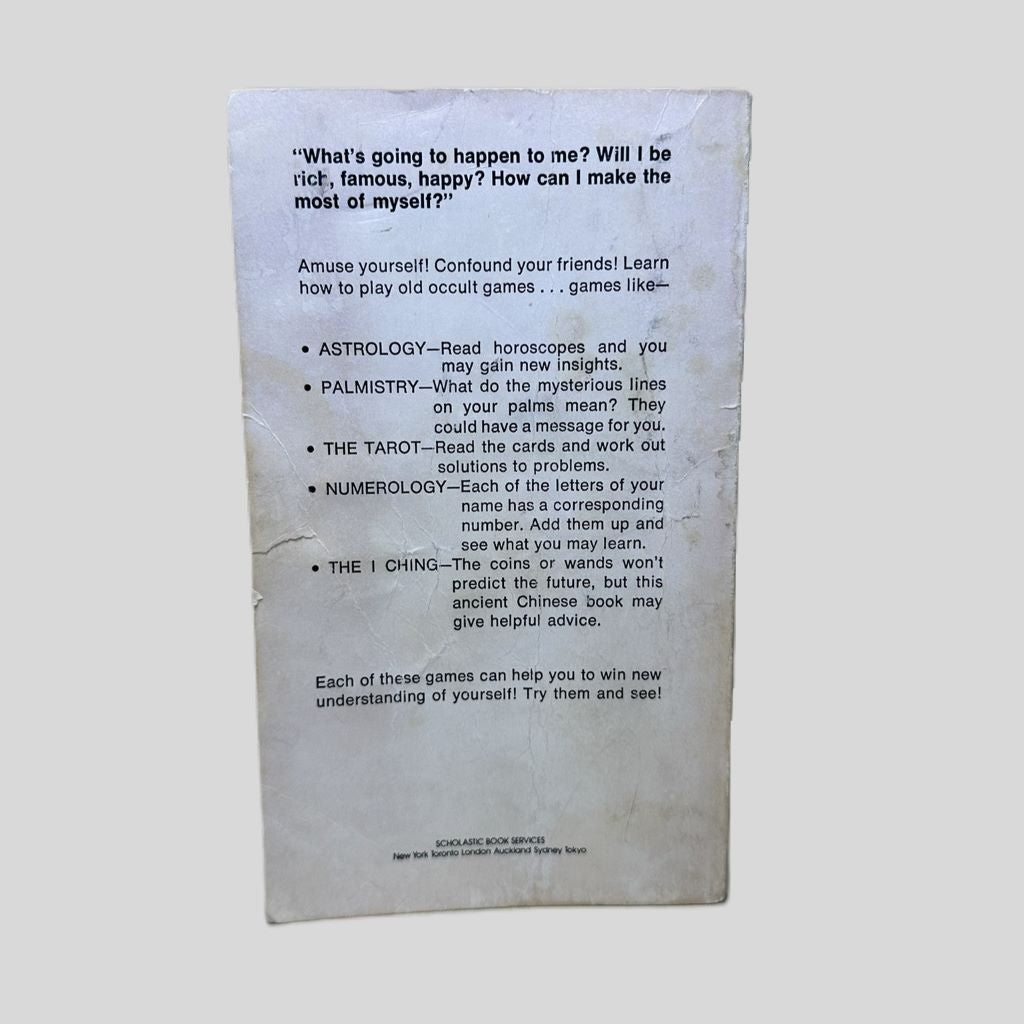 “What’s going to happen to me? Will I be
rich, famous, happy? How can I make the
most of myself?”
Amuse yourself! Confound your friends! Learn
how to play old occult games . . . games like—
• ASTROLOGY—Read horoscopes and you
may gain new insights.
• PALMISTRY—What do the mysterious lines
on your palms mean? They
could have a message for you.
• THE TAROT—Read the cards and work out
solutions to problems.
• NUMEROLOGY—Each of the letters of your
name has a corresponding
number. Add them up and
see what you may learn.
• THE I CHING—The coins or wands won’t
predict the future, but this
ancient Chinese book may
give helpful advice.
Each of these games can help you to win new
understanding of yourself! Try them and see!
SCHOLASTIC BOOK SERVICES
New York Toronto London Auckland Sydney Tokyo